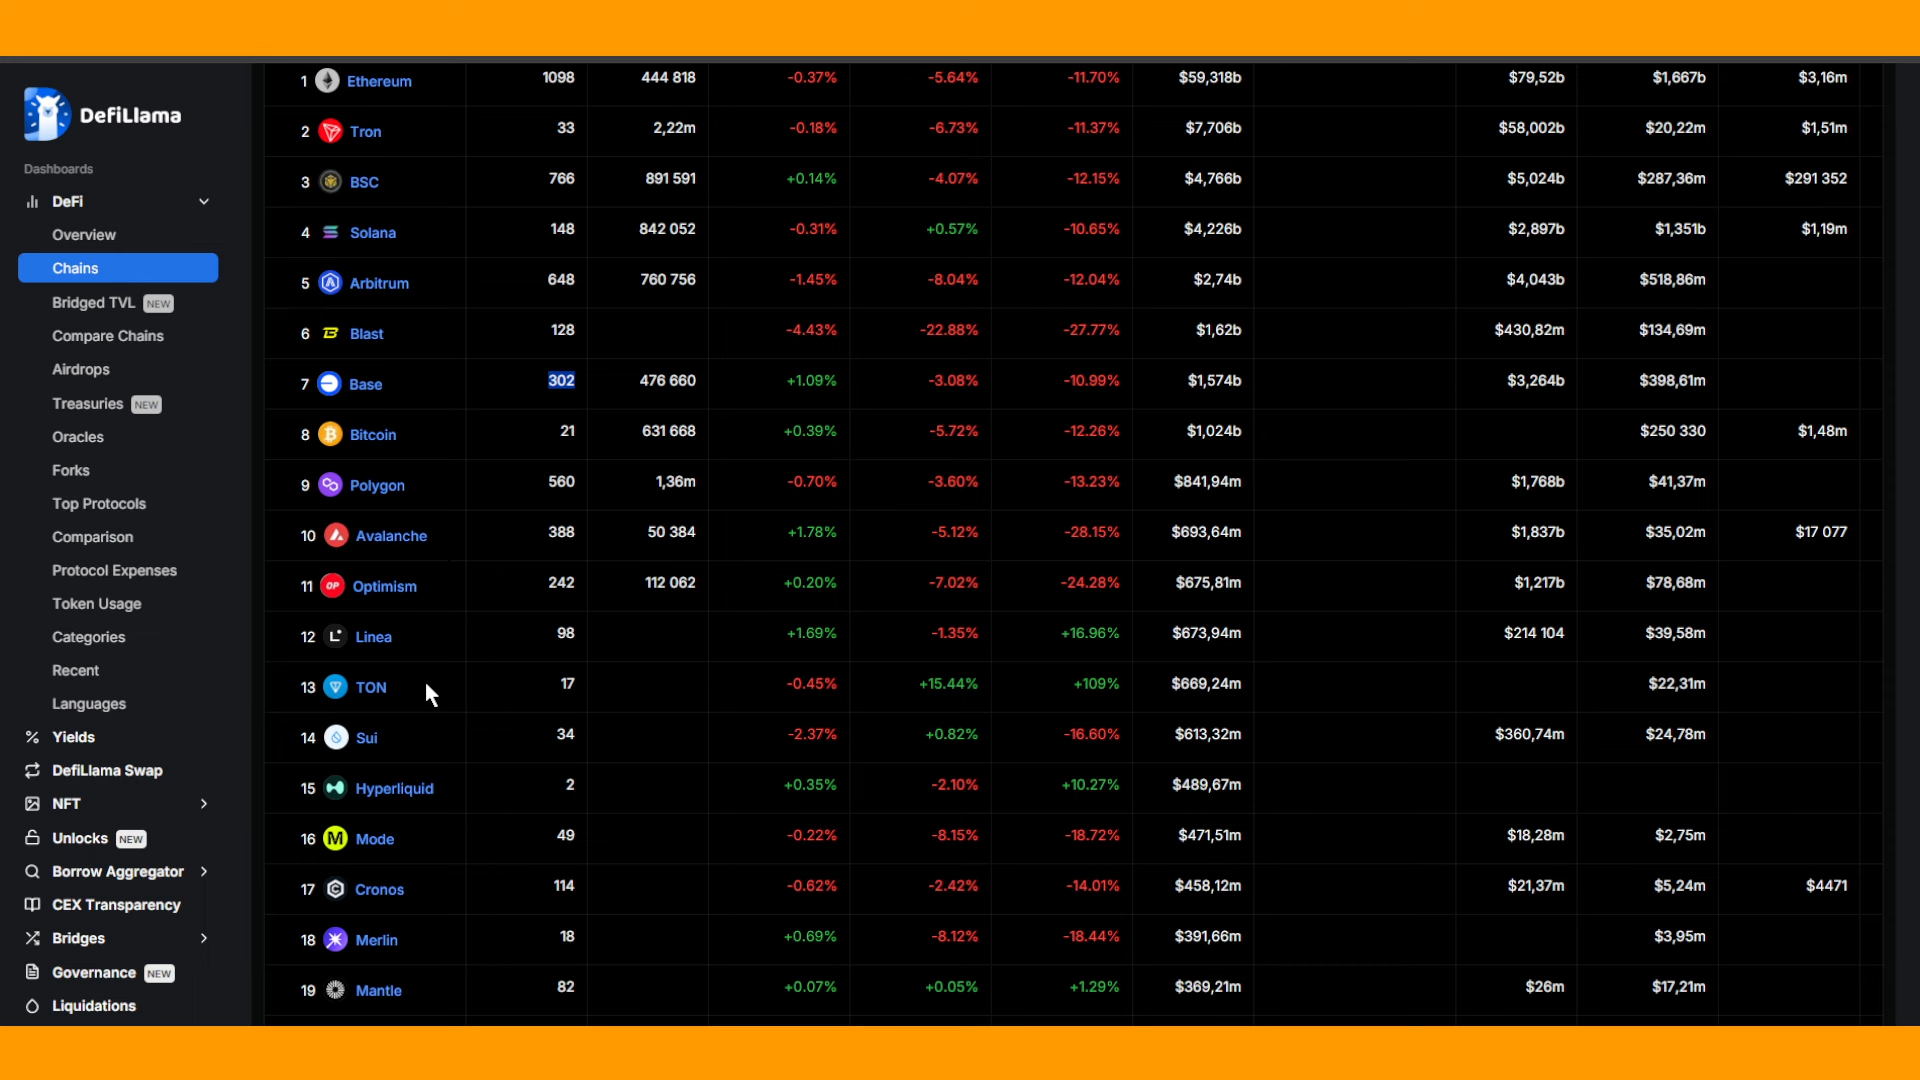 DefiLlama
Dashboards
DeFi
Overview
Chains
Bridged TVL NEW
Compare Chains
Airdrops
Treasuries NEW
Oracles
Forks
Top Protocols
Comparison
Protocol Expenses
Token Usage
Categories
Recent
Languages
Yields
DefiLlama Swap
NFT
Unlocks NEW
Borrow Aggregator
CEX Transparency
Bridges
Governance NEW
Liquidations
1 Ethereum 1098 444 818 -0.37% -5.64% -11.70% $59,318b $79,52b $1,667b $3,16m
2 Tron 33 2,22m -0.18% -6.73% -11.37% $7,706b $58,002b $20,22m $1,51m
3 BSC 766 891 591 +0.14% -4.07% -12.15% $4,766b $5,024b $287,36m $291 352
4 Solana 148 842 052 -0.31% +0.57% -10.65% $4,226b $2,897b $1,351b $1,19m
5 Arbitrum 648 760 756 -1.45% -8.04% -12.04% $2,74b $4,043b $518,86m
6 Blast 128 -4.43% -22.88% -27.77% $1,62b $430,82m $134,69m
7 Base 302 476 660 +1.09% -3.08% -10.99% $1,574b $3,264b $398,61m
8 Bitcoin 21 631 668 +0.39% -5.72% -12.26% $1,024b $250 330 $1,48m
9 Polygon 560 1,36m -0.70% -3.60% -13.23% $841,94m $1,768b $41,37m
10 Avalanche 388 50 384 +1.78% -5.12% -28.15% $693,64m $1,837b $35,02m $17 077
11 OP Optimism 242 112 062 +0.20% -7.02% -24.28% $675,81m $1,217b $78,68m
12 Linea 98 +1.69% -1.35% +16.96% $673,94m $214 104 $39,58m
13 TON 17 -0.45% +15.44% +109% $669,24m $22,31m
14 Sui 34 -2.37% +0.82% -16.60% $613,32m $360,74m $24,78m
15 Hyperliquid 2 +0.35% -2.10% +10.27% $489,67m
16 M Mode 49 -0.22% -8.15% -18.72% $471,51m $18,28m $2,75m
17 Cronos 114 -0.62% -2.42% -14.01% $458,12m $21,37m $5,24m $4471
18 Merlin 18 +0.69% -8.12% -18.44% $391,66m $3,95m
19 Mantle 82 +0.07% +0.05% +1.29% $369,21m $26m $17,21m